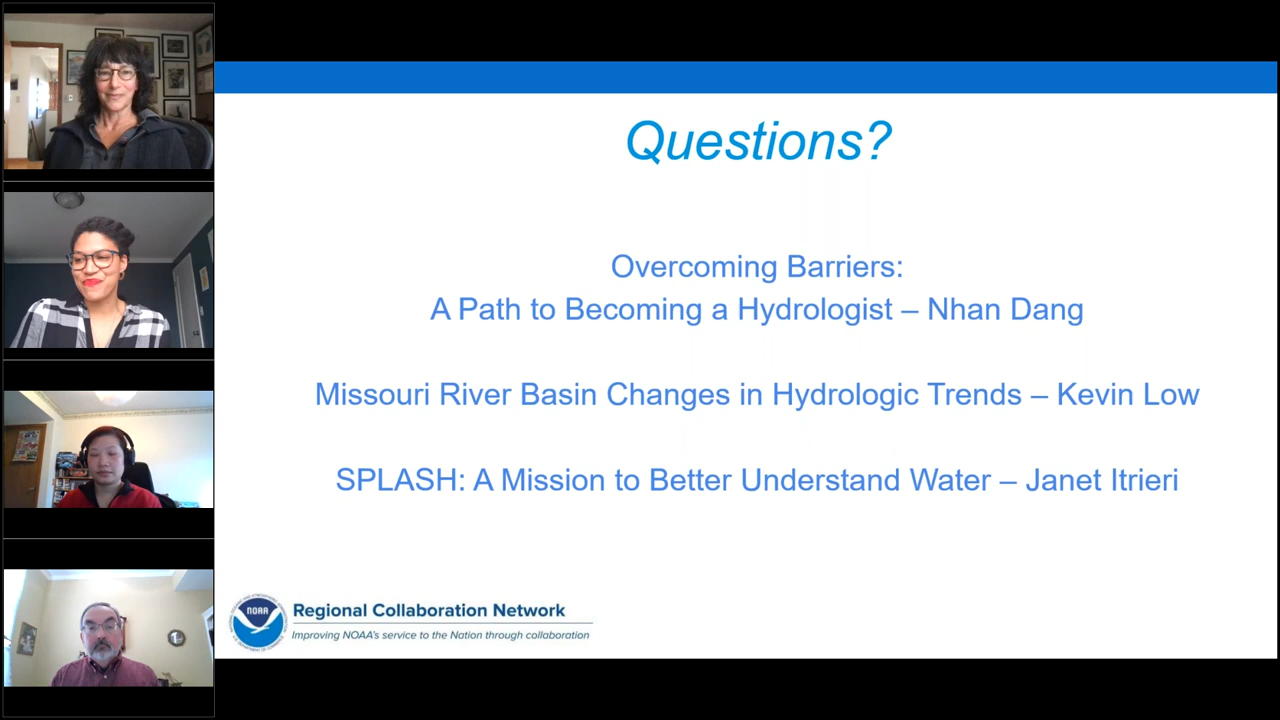 Questions?
Overcoming Barriers:
A Path to Becoming a Hydrologist – Nhan Dang
Missouri River Basin Changes in Hydrologic Trends – Kevin Low
SPLASH: A Mission to Better Understand Water – Janet Itrieri
NOAA
Regional Collaboration Network
Improving NOAA's service to the Nation through collaboration